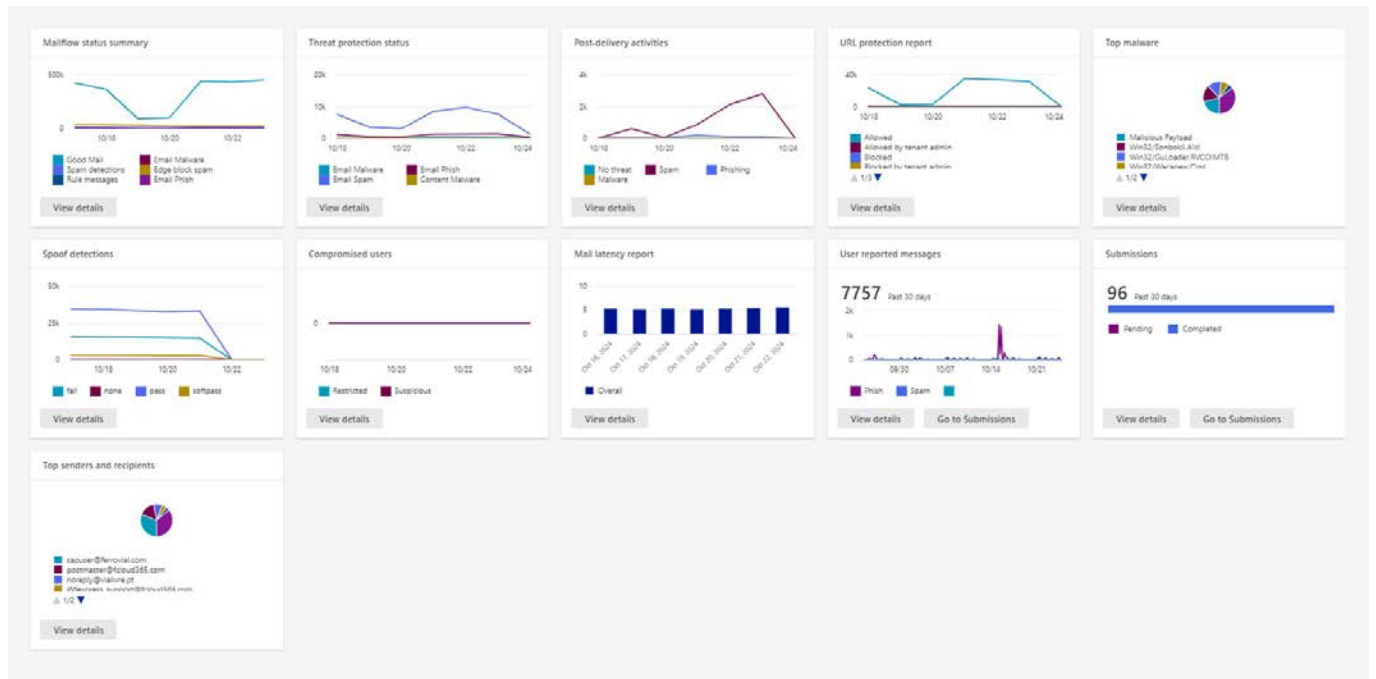 Mailflow status summary
500k
0
10/18 10/20 10/22
Good Mail Email Malware
Spam detections Edge block spam
Rule messages Email Phish
View details
Threat protection status
20k
10k
0
10/18 10/20 10/22 10/24
Email Malware Email Phish
Email Spam Content Malware
View details
Post-delivery activities
4k
2k
0
10/18 10/20 10/22 10/24
No threat Spam Phishing
Malware
View details
URL protection report
40k
0
10/18 10/20 10/22 10/24
Allowed
Allowed by tenant admin
Blocked
Blocked by tenant admin
1/3
View details
Top malware
Malicious Payload
Win32/GuLoader.RVCO!MTB
1/2
View details
Spoof detections
50k
25k
0
10/18 10/20 10/22
fail none pass softpass
View details
Compromised users
0
10/18 10/20 10/22 10/24
Restricted Suspicious
View details
Mail latency report
10
5
0
Oct 16, 2024 Oct 17, 2024 Oct 18, 2024 Oct 19, 2024 Oct 20, 2024 Oct 21, 2024 Oct 22, 2024
Overall
View details
User reported messages
7757 Past 30 days
2k
1k
0
09/30 10/07 10/14 10/21
Phish Spam
View details Go to Submissions
Submissions
96 Past 30 days
Pending Completed
View details Go to Submissions
Top senders and recipients
sapuser@ferrovial.com
postmaster@fcloud365.com
noreply@vialivre.pt
1/2
View details